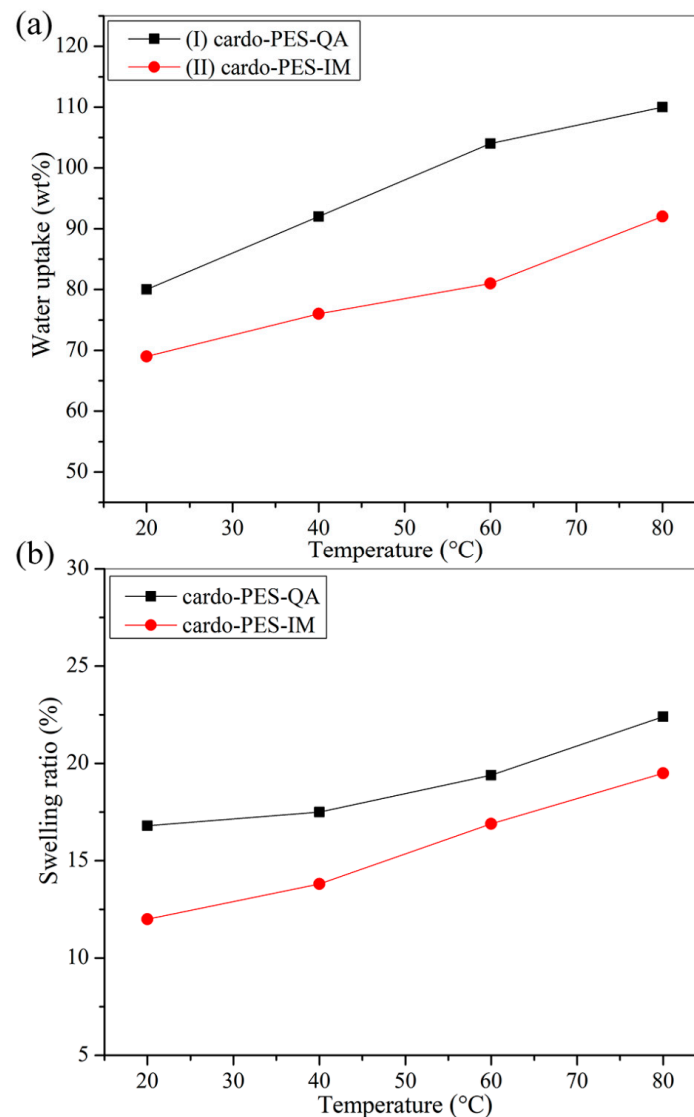 (a)
(I) cardo-PES-QA
(II) cardo-PES-IM
120
110
100
90
80
70
60
50
Water uptake (wt%)
20 30 40 50 60 70 80
Temperature (°C)
(b)
cardo-PES-QA
cardo-PES-IM
30
25
20
15
10
5
Swelling ratio (%)
20 30 40 50 60 70 80
Temperature (°C)